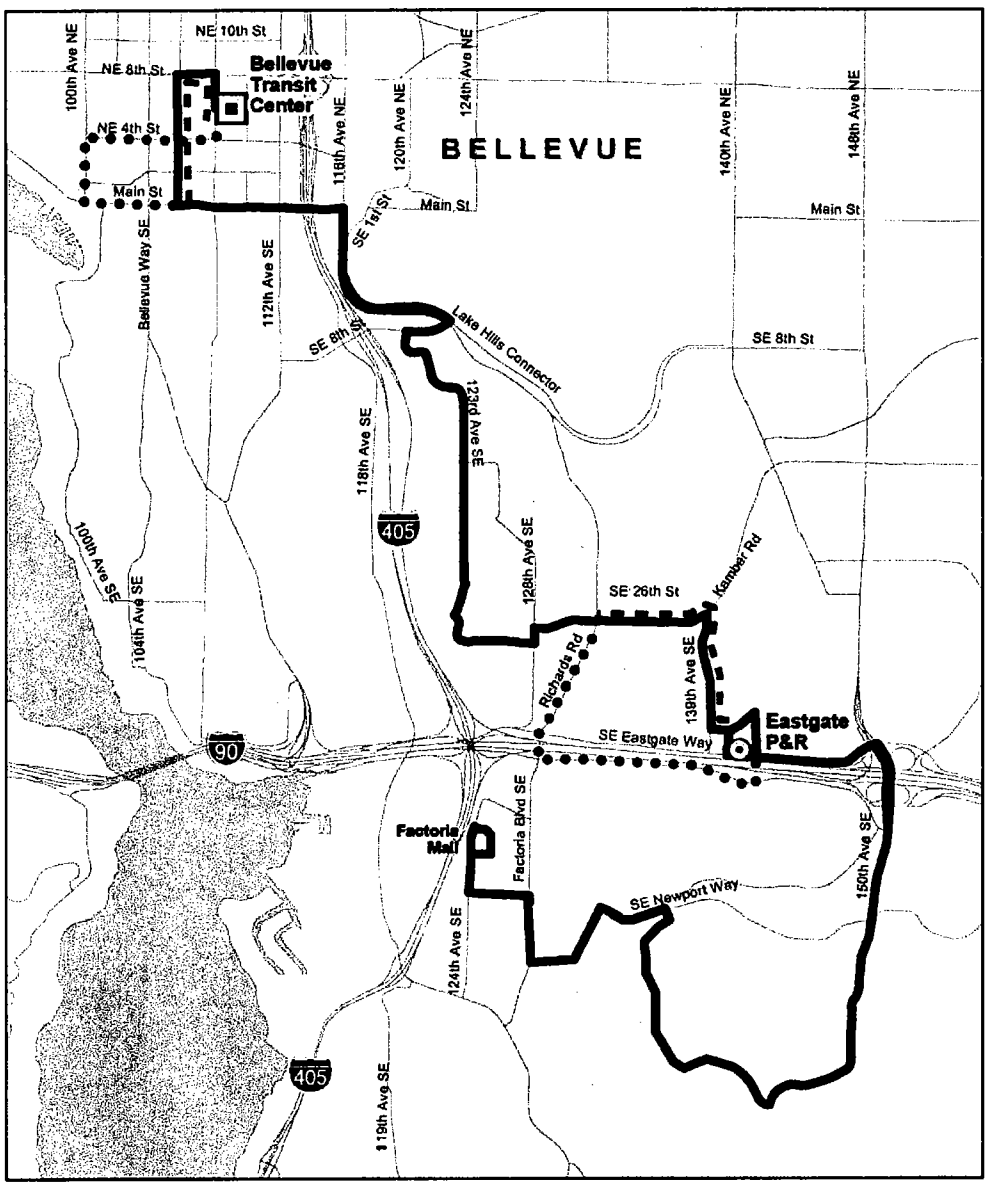 NE 10th St
100th Ave NE
NE 8th St
Bellevue
Transit
Center
116th Ave NE
120th Ave NE
124th Ave NE
140th Ave NE
148th Ave NE
NE 4th St
BELLEVUE
Main St
SE 1st St
Main St
Main St
Bellevue Way SE
112th Ave SE
SE 8th St
Lake Hills Connector
SE 8th St
123rd Ave SE
118th Ave SE
405
128th Ave SE
Kamber Rd
100th Ave SE
104th Ave SE
SE 26th St
Richards Rd
139th Ave SE
Eastgate
P&R
SE Eastgate Way
90
Factoria
Mall
Factoria Blvd SE
150th Ave SE
SE Newport Way
124th Ave SE
405
119th Ave SE